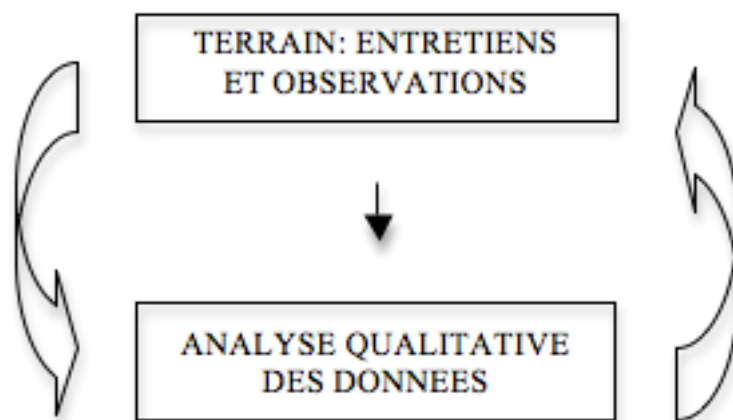 TERRAIN: ENTRETIENS
ET OBSERVATIONS
ANALYSE QUALITATIVE
DES DONNEES